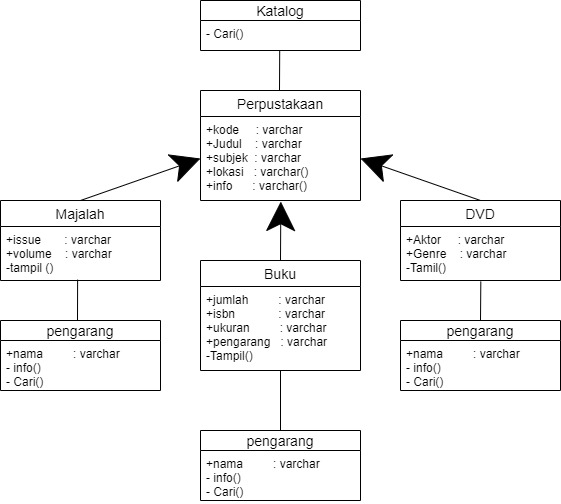 Katalog
- Cari()
Perpustakaan
+kode : varchar
+Judul : varchar
+subjek : varchar
+lokasi : varchar()
+info : varchar()
Majalah
+issue : varchar
+volume : varchar
-tampil ()
DVD
+Aktor : varchar
+Genre : varchar
-Tamil()
Buku
+jumlah : varchar
+isbn : varchar
+ukuran : varchar
+pengarang : varchar
-Tampil()
pengarang
+nama : varchar
- info()
- Cari()
pengarang
+nama : varchar
- info()
- Cari()
pengarang
+nama : varchar
- info()
- Cari()